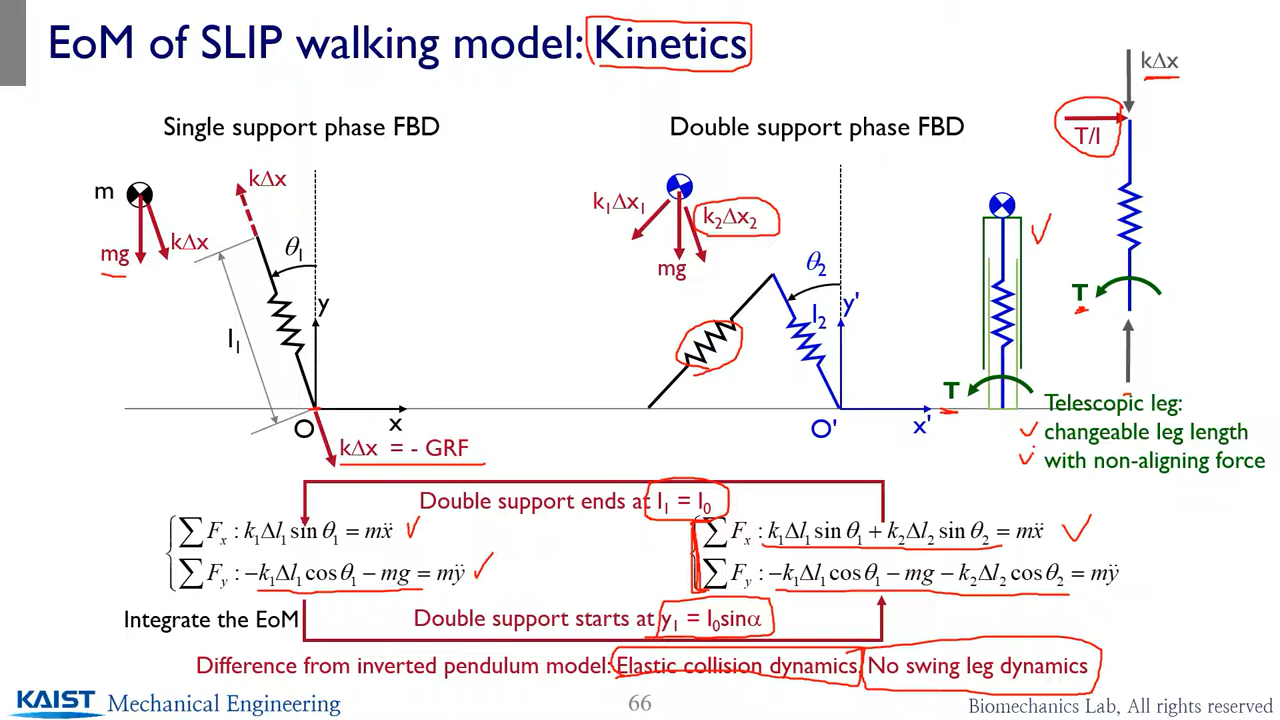 EoM of SLIP walking model: Kinetics
kΔx
Single support phase FBD
Double support phase FBD
T/l
m
kΔx
k₁Δx₁
k₂Δx₂
mg
kΔx
θ₁
mg
θ₂
l₁
y
l₂
y'
T
T
O
x
O'
x'
Telescopic leg:
changeable leg length
with non-aligning force
kΔx = - GRF
Double support ends at l₁ = l₀
∑ Fₓ : k₁Δl₁ sin θ₁ = mẍ
∑ Fₓ : k₁Δl₁ sin θ₁ + k₂Δl₂ sin θ₂ = mẍ
∑ F_y : −k₁Δl₁ cos θ₁ − mg = mÿ
∑ F_y : −k₁Δl₁ cos θ₁ − mg − k₂Δl₂ cos θ₂ = mÿ
Integrate the EoM
Double support starts at y₁ = l₀sinα
Difference from inverted pendulum model: Elastic collision dynamics, No swing leg dynamics
KAIST Mechanical Engineering
66
Biomechanics Lab, All rights reserved